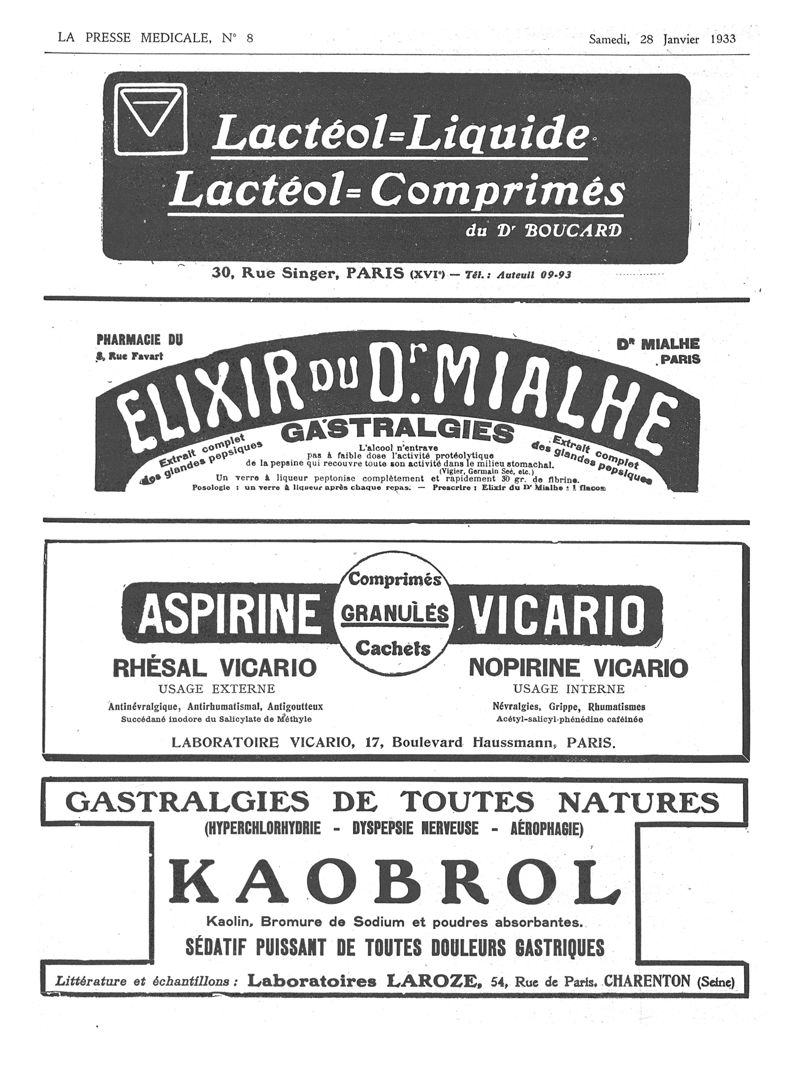 LA PRESSE MEDICALE, N° 8
Samedi, 28 Janvier 1933
Lactéol=Liquide
Lactéol=Comprimés
du Dr BOUCARD
30, Rue Singer, PARIS (XVIe) — Tél. : Auteuil 09-93
PHARMACIE DU
8, Rue Favart
Dr MIALHE
PARIS
ELIXIR DU Dr. MIALHE
GASTRALGIES
Extrait complet
des glandes pepsiques
Extrait complet
des glandes pepsiques
L'alcool n'entrave
pas à faible dose l'activité protéolytique
de la pepsine qui recouvre toute son activité dans le milieu stomachal.
(Vigier, Germain Seé, etc.)
Un verre à liqueur peptonise complètement et rapidement 30 gr. de fibrine.
Posologie : un verre à liqueur après chaque repas. — Prescrire : Elixir du Dr Mialhe : 1 flacon
ASPIRINE
Comprimés
GRANULÉS
Cachets
VICARIO
RHÉSAL VICARIO
USAGE EXTERNE
Antinévralgique, Antirhumatismal, Antigoutteux
Succédané inodore du Salicylate de Méthyle
NOPIRINE VICARIO
USAGE INTERNE
Névralgies, Grippe, Rhumatismes
Acétyl-salicyl-phénédine caféinée
LABORATOIRE VICARIO, 17, Boulevard Haussmann, PARIS.
GASTRALGIES DE TOUTES NATURES
(HYPERCHLORHYDRIE - DYSPEPSIE NERVEUSE - AÉROPHAGIE)
KAOBROL
Kaolin, Bromure de Sodium et poudres absorbantes.
SÉDATIF PUISSANT DE TOUTES DOULEURS GASTRIQUES
Littérature et échantillons : Laboratoires LAROZE, 54, Rue de Paris. CHARENTON (Seine)